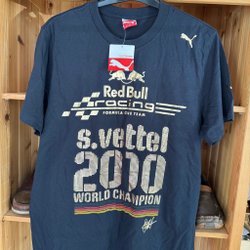 PUMA
Red Bull
racing
FORMULA ONE TEAM
s.vettel
2010
WORLD CHAMPION